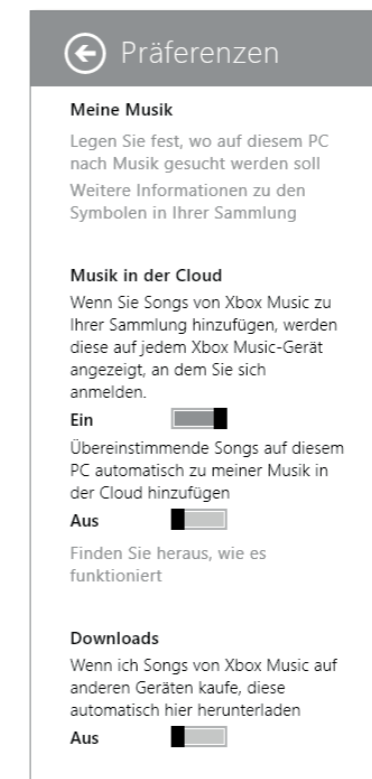 Präferenzen
Meine Musik
Legen Sie fest, wo auf diesem PC
nach Musik gesucht werden soll
Weitere Informationen zu den
Symbolen in Ihrer Sammlung
Musik in der Cloud
Wenn Sie Songs von Xbox Music zu
Ihrer Sammlung hinzufügen, werden
diese auf jedem Xbox Music-Gerät
angezeigt, an dem Sie sich
anmelden.
Ein
Übereinstimmende Songs auf diesem
PC automatisch zu meiner Musik in
der Cloud hinzufügen
Aus
Finden Sie heraus, wie es
funktioniert
Downloads
Wenn ich Songs von Xbox Music auf
anderen Geräten kaufe, diese
automatisch hier herunterladen
Aus